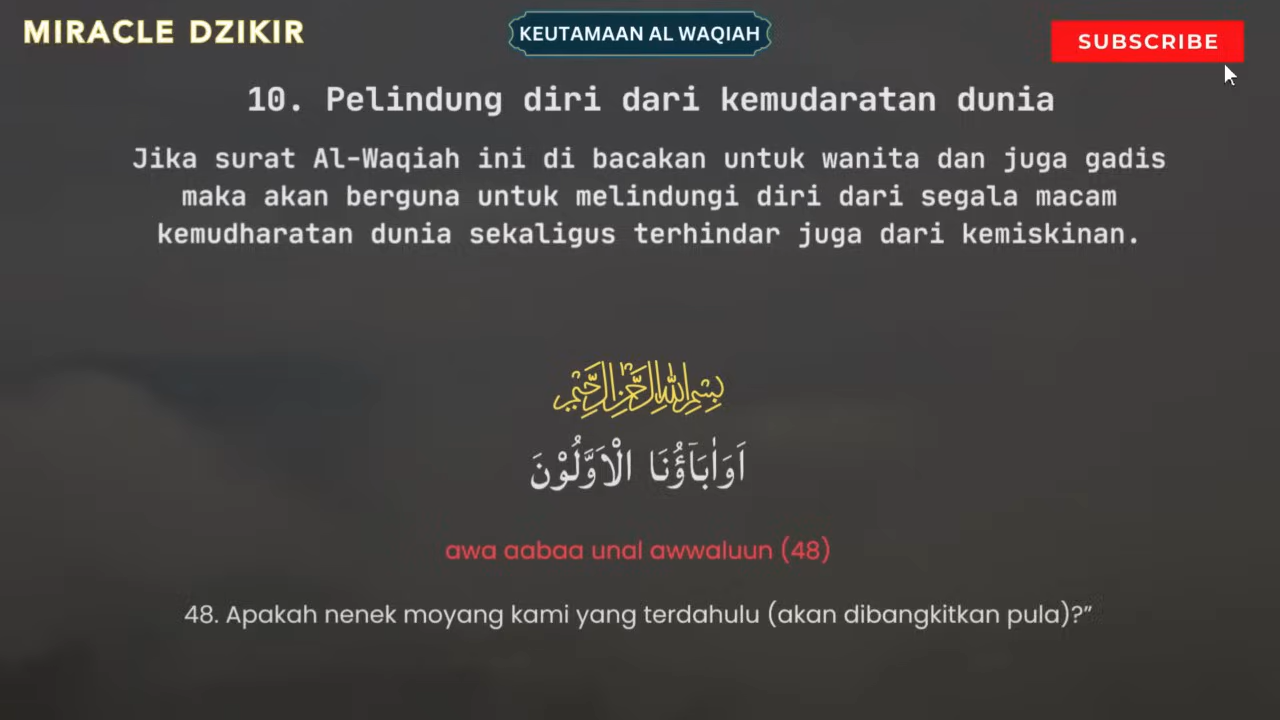 MIRACLE DZIKIR
KEUTAMAAN AL WAQIAH
SUBSCRIBE
10. Pelindung diri dari kemudaratan dunia
Jika surat Al-Waqiah ini di bacakan untuk wanita dan juga gadis
maka akan berguna untuk melindungi diri dari segala macam
kemudharatan dunia sekaligus terhindar juga dari kemiskinan.
بِسْمِ اللهِ الرَّحْمٰنِ الرَّحِيْمِ
اَوَاٰبَاۤؤُنَا الْاَوَّلُوْنَ
awa aabaa unal awwaluun (48)
48. Apakah nenek moyang kami yang terdahulu (akan dibangkitkan pula)?”